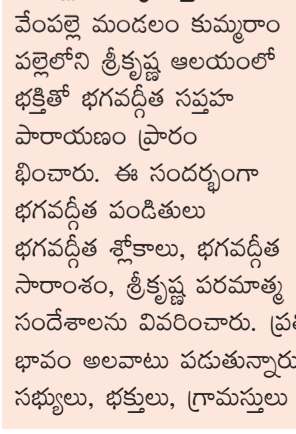 వేంపల్లె మండలం కుమ్మరాం
పల్లెలోని శ్రీకృష్ణ ఆలయంలో
భక్తితో భగవద్గీత సప్తహ
పారాయణం ప్రారం
భించారు. ఈ సందర్భంగా
భగవద్గీత పండితులు
భగవద్గీత శ్లోకాలు, భగవద్గీత
సారాంశం, శ్రీకృష్ణ పరమాత్మ
సందేశాలను వివరించారు.
భావం అలవాటు పడుతున్నారు
సభ్యులు, భక్తులు, గ్రామస్తులు